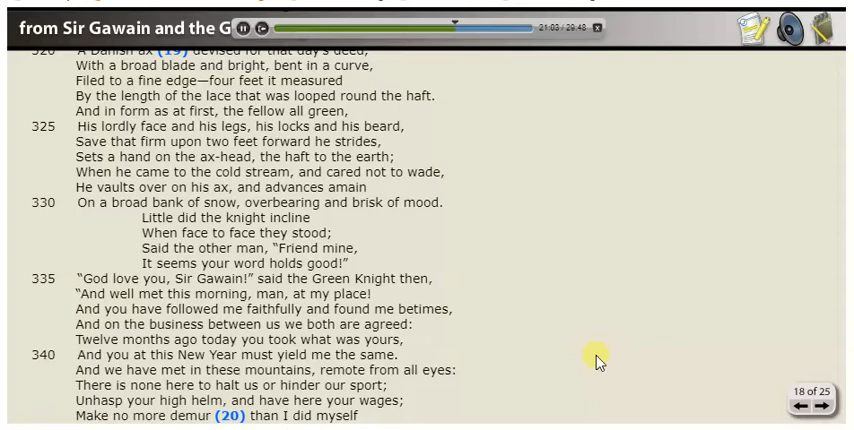 from Sir Gawain and the G
21:03 / 29:48
320 A Danish ax (19) devised for that day's deed,
With a broad blade and bright, bent in a curve,
Filed to a fine edge—four feet it measured
By the length of the lace that was looped round the haft.
And in form as at first, the fellow all green,
325 His lordly face and his legs, his locks and his beard,
Save that firm upon two feet forward he strides,
Sets a hand on the ax-head, the haft to the earth;
When he came to the cold stream, and cared not to wade,
He vaults over on his ax, and advances amain
330 On a broad bank of snow, overbearing and brisk of mood.
Little did the knight incline
When face to face they stood;
Said the other man, “Friend mine,
It seems your word holds good!”
335 “God love you, Sir Gawain!” said the Green Knight then,
“And well met this morning, man, at my place!
And you have followed me faithfully and found me betimes,
And on the business between us we both are agreed:
Twelve months ago today you took what was yours,
340 And you at this New Year must yield me the same.
And we have met in these mountains, remote from all eyes:
There is none here to halt us or hinder our sport;
Unhasp your high helm, and have here your wages;
Make no more demur (20) than I did myself
18 of 25